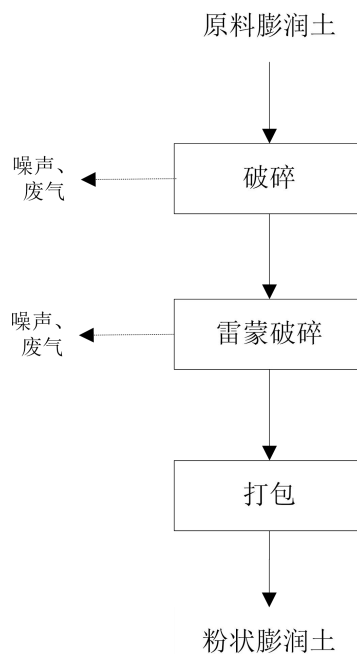 原料膨润土
噪声、
废气
破碎
噪声、
废气
雷蒙破碎
打包
粉状膨润土